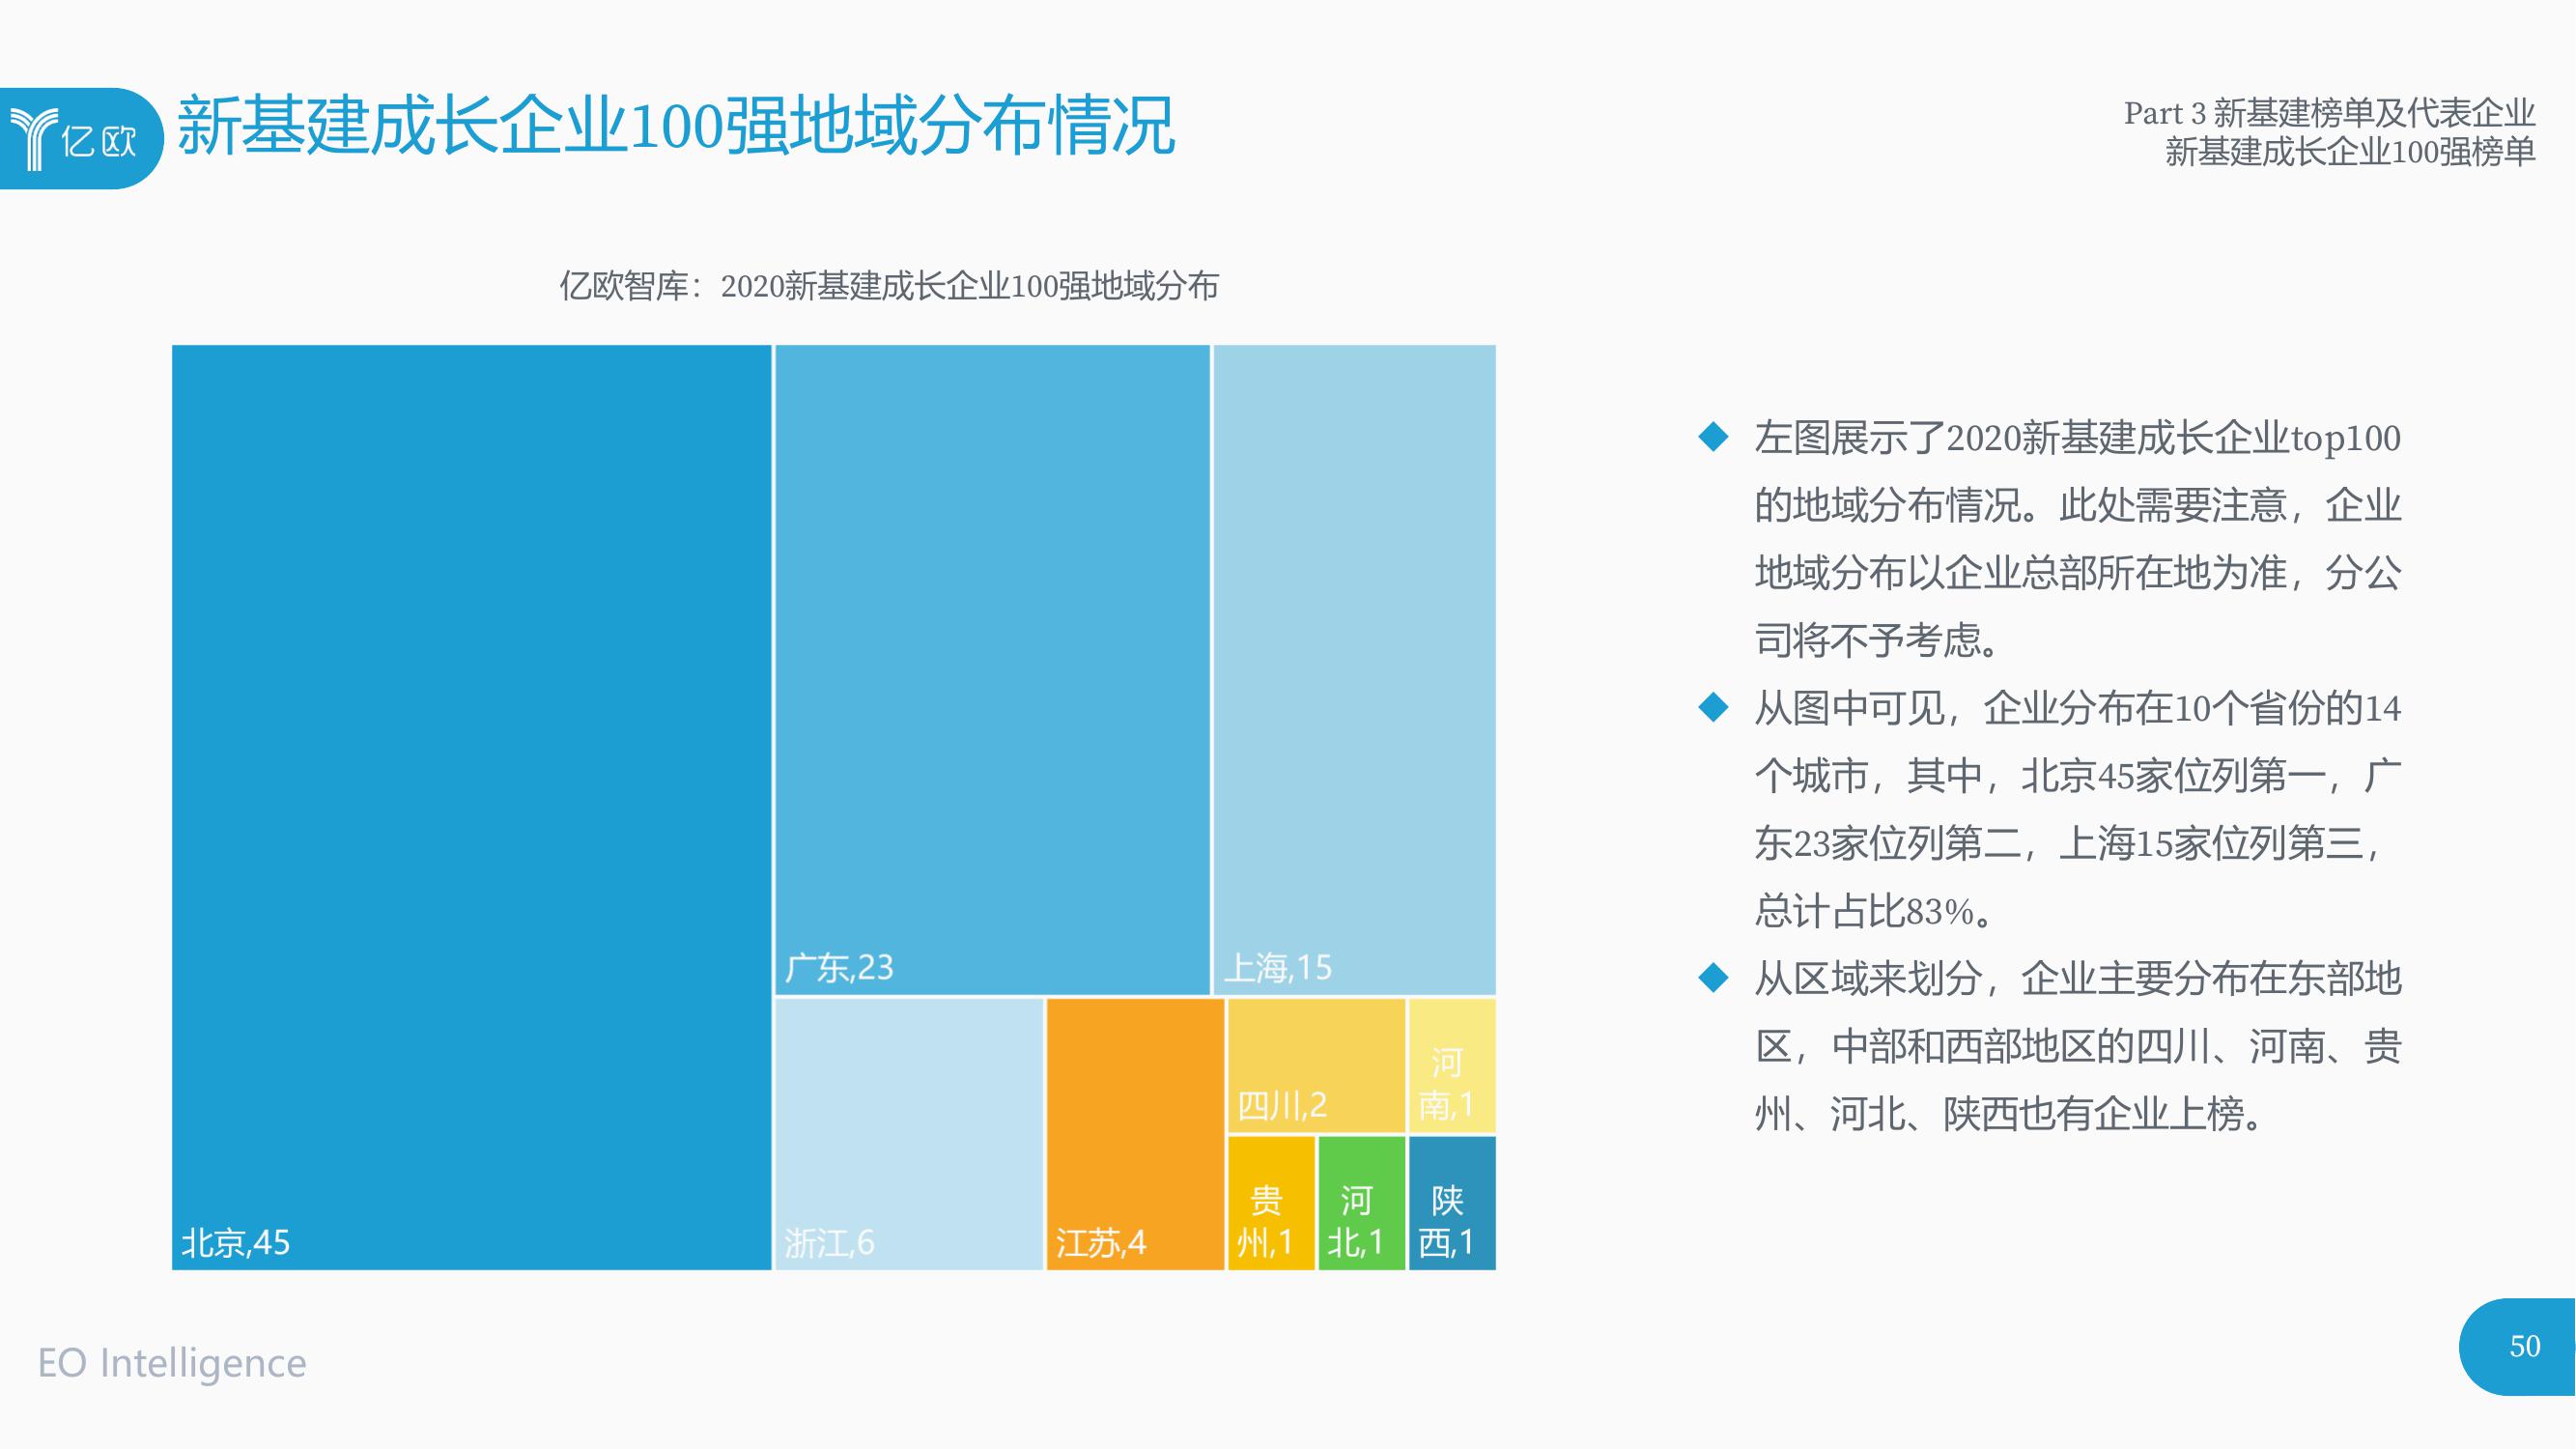 亿欧
新基建成长企业100强地域分布情况
Part 3 新基建榜单及代表企业
新基建成长企业100强榜单
亿欧智库：2020新基建成长企业100强地域分布
北京,45
广东,23
上海,15
浙江,6
江苏,4
四川,2
河
南,1
贵
州,1
河
北,1
陕
西,1
左图展示了2020新基建成长企业top100
的地域分布情况。此处需要注意，企业
地域分布以企业总部所在地为准，分公
司将不予考虑。
从图中可见，企业分布在10个省份的14
个城市，其中，北京45家位列第一，广
东23家位列第二，上海15家位列第三，
总计占比83%。
从区域来划分，企业主要分布在东部地
区，中部和西部地区的四川、河南、贵
州、河北、陕西也有企业上榜。
EO Intelligence
50